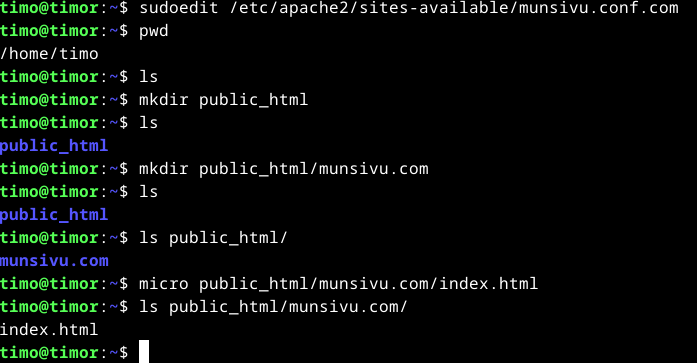 timo@timor:~$ sudoedit /etc/apache2/sites-available/munsivu.conf.com
timo@timor:~$ pwd
/home/timo
timo@timor:~$ ls
timo@timor:~$ mkdir public_html
timo@timor:~$ ls
public_html
timo@timor:~$ mkdir public_html/munsivu.com
timo@timor:~$ ls
public_html
timo@timor:~$ ls public_html/
munsivu.com
timo@timor:~$ micro public_html/munsivu.com/index.html
timo@timor:~$ ls public_html/munsivu.com/
index.html
timo@timor:~$